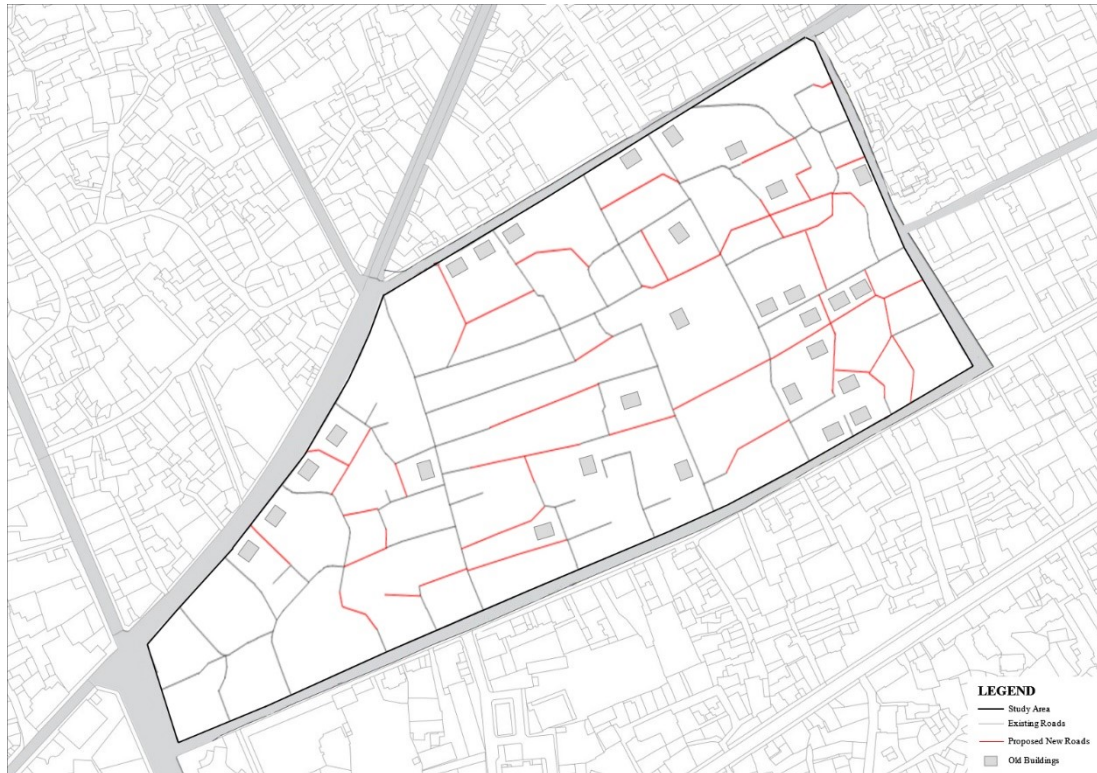 LEGEND
Study Area
Existing Roads
Proposed New Roads
Old Buildings